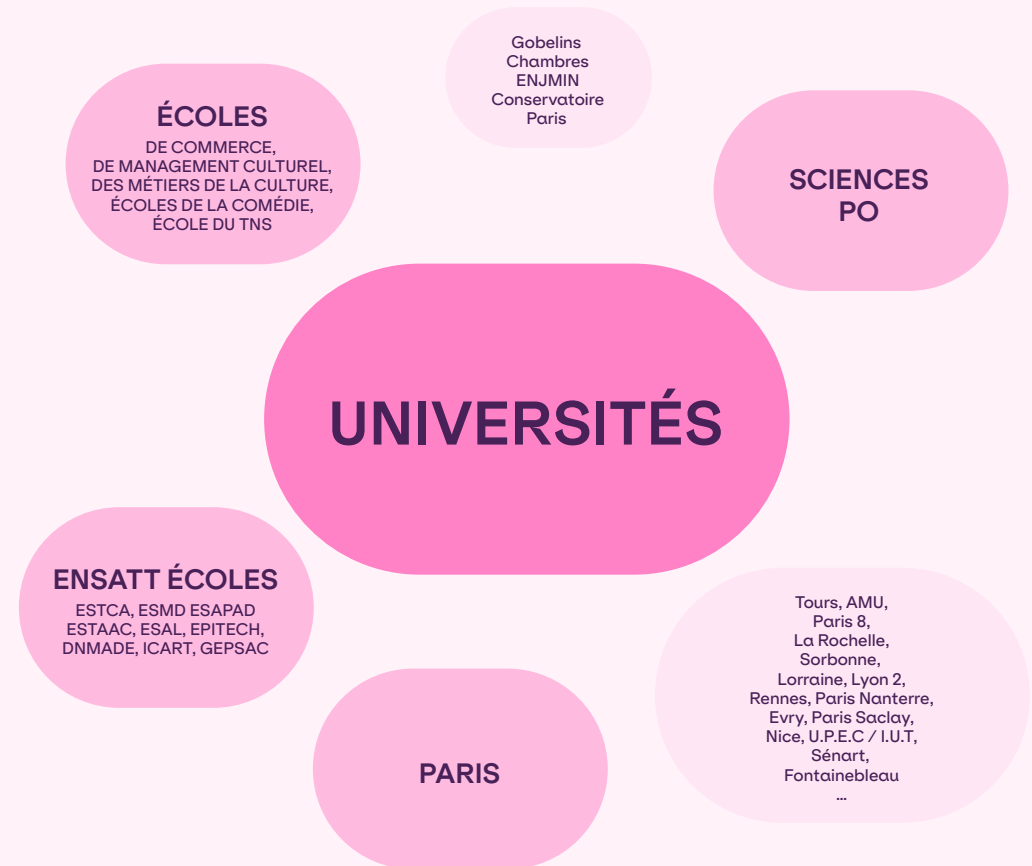 Gobelins
Chambres
ENJMIN
Conservatoire
Paris
ÉCOLES
DE COMMERCE,
DE MANAGEMENT CULTUREL,
DES MÉTIERS DE LA CULTURE,
ÉCOLES DE LA COMÉDIE,
ÉCOLE DU TNS
SCIENCES
PO
UNIVERSITÉS
ENSATT ÉCOLES
ESTCA, ESMD ESAPAD
ESTAAC, ESAL, EPITECH,
DNMADE, ICART, GEPSAC
Tours, AMU,
Paris 8,
La Rochelle,
Sorbonne,
Lorraine, Lyon 2,
Rennes, Paris Nanterre,
Evry, Paris Saclay,
Nice, U.P.E.C / I.U.T,
Sénart,
Fontainebleau
...
PARIS